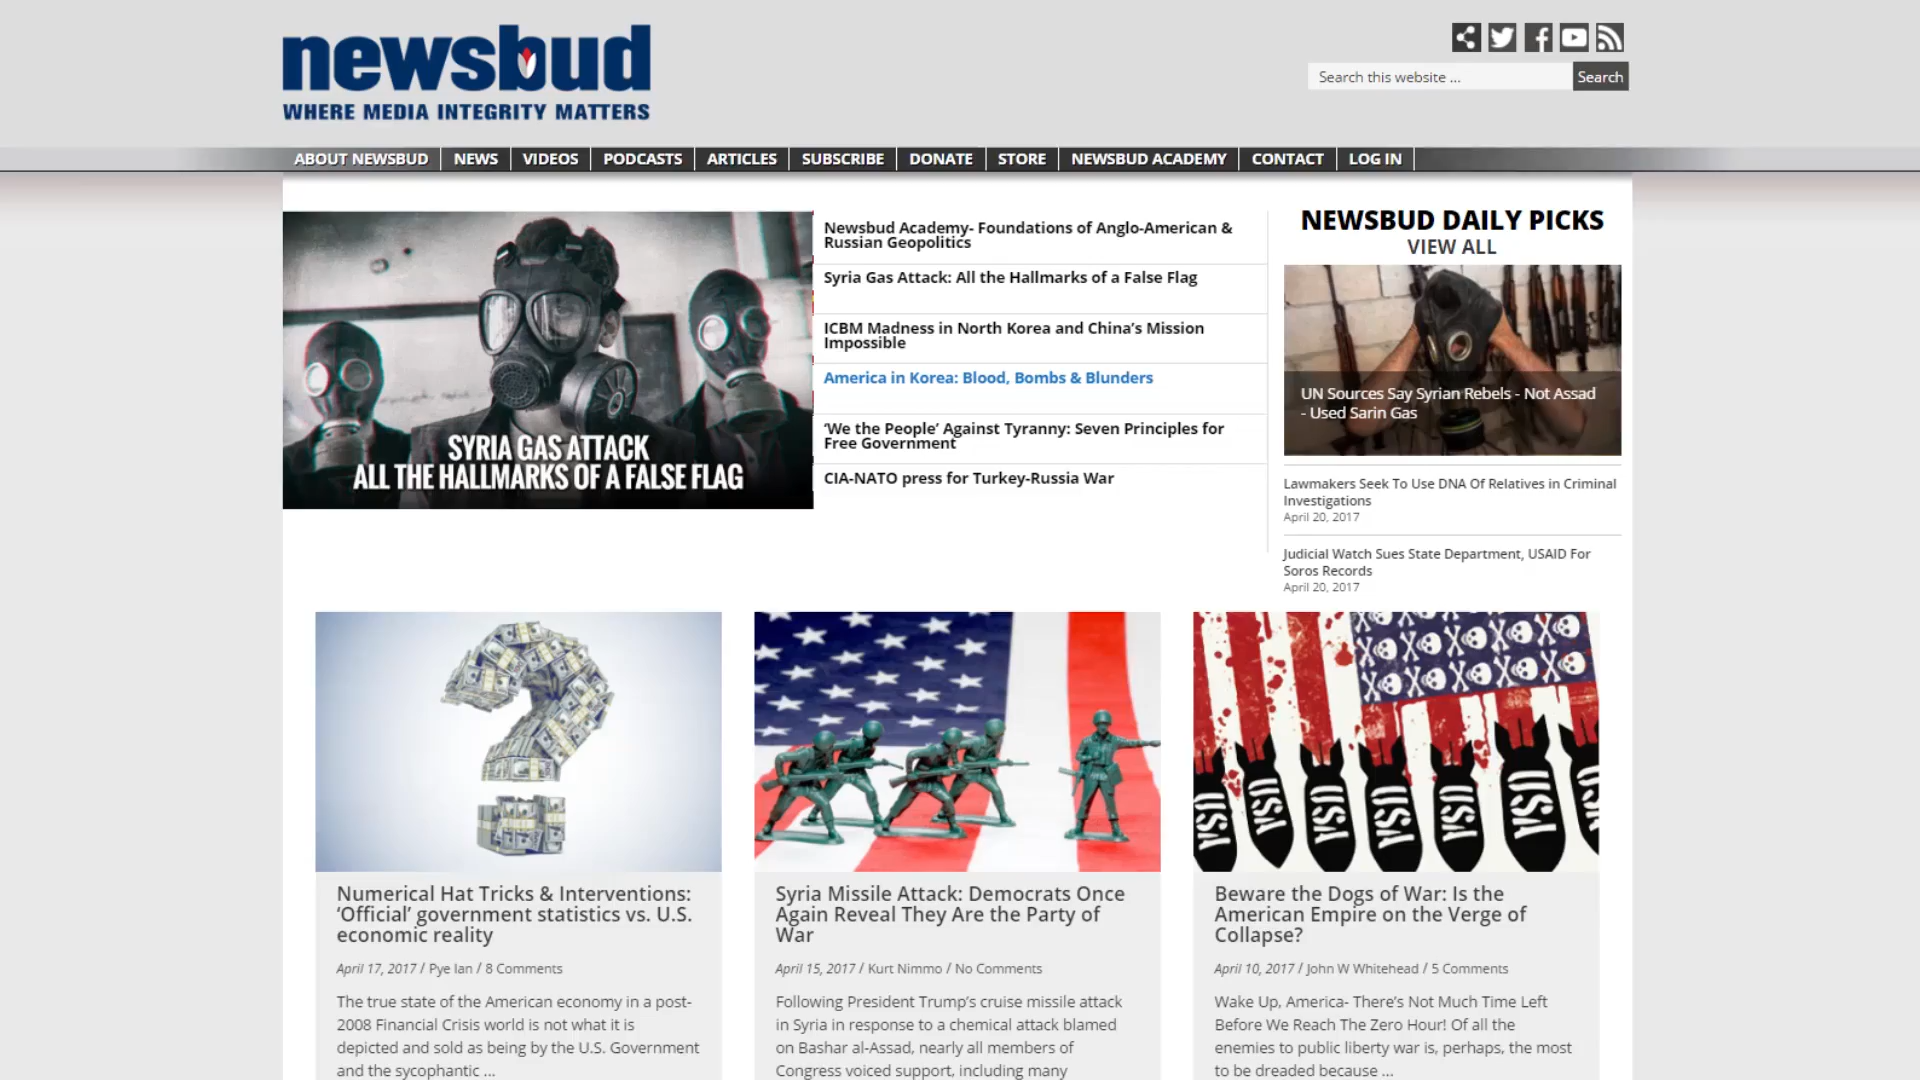 newsbud
WHERE MEDIA INTEGRITY MATTERS
Search this website ...
Search
ABOUT NEWSBUD
NEWS
VIDEOS
PODCASTS
ARTICLES
SUBSCRIBE
DONATE
STORE
NEWSBUD ACADEMY
CONTACT
LOG IN
SYRIA GAS ATTACK
ALL THE HALLMARKS OF A FALSE FLAG
Newsbud Academy- Foundations of Anglo-American &
Russian Geopolitics
Syria Gas Attack: All the Hallmarks of a False Flag
ICBM Madness in North Korea and China’s Mission
Impossible
America in Korea: Blood, Bombs & Blunders
‘We the People’ Against Tyranny: Seven Principles for
Free Government
CIA-NATO press for Turkey-Russia War
NEWSBUD DAILY PICKS
VIEW ALL
UN Sources Say Syrian Rebels - Not Assad
- Used Sarin Gas
Lawmakers Seek To Use DNA Of Relatives in Criminal
Investigations
April 20, 2017
Judicial Watch Sues State Department, USAID For
Soros Records
April 20, 2017
Numerical Hat Tricks & Interventions:
‘Official’ government statistics vs. U.S.
economic reality
April 17, 2017 / Pye Ian / 8 Comments
The true state of the American economy in a post-
2008 Financial Crisis world is not what it is
depicted and sold as being by the U.S. Government
and the sycophantic ...
Syria Missile Attack: Democrats Once
Again Reveal They Are the Party of
War
April 15, 2017 / Kurt Nimmo / No Comments
Following President Trump’s cruise missile attack
in Syria in response to a chemical attack blamed
on Bashar al-Assad, nearly all members of
Congress voiced support, including many
USA
USA
USA
USA
USA
USA
Beware the Dogs of War: Is the
American Empire on the Verge of
Collapse?
April 10, 2017 / John W Whitehead / 5 Comments
Wake Up, America- There’s Not Much Time Left
Before We Reach The Zero Hour! Of all the
enemies to public liberty war is, perhaps, the most
to be dreaded because ...